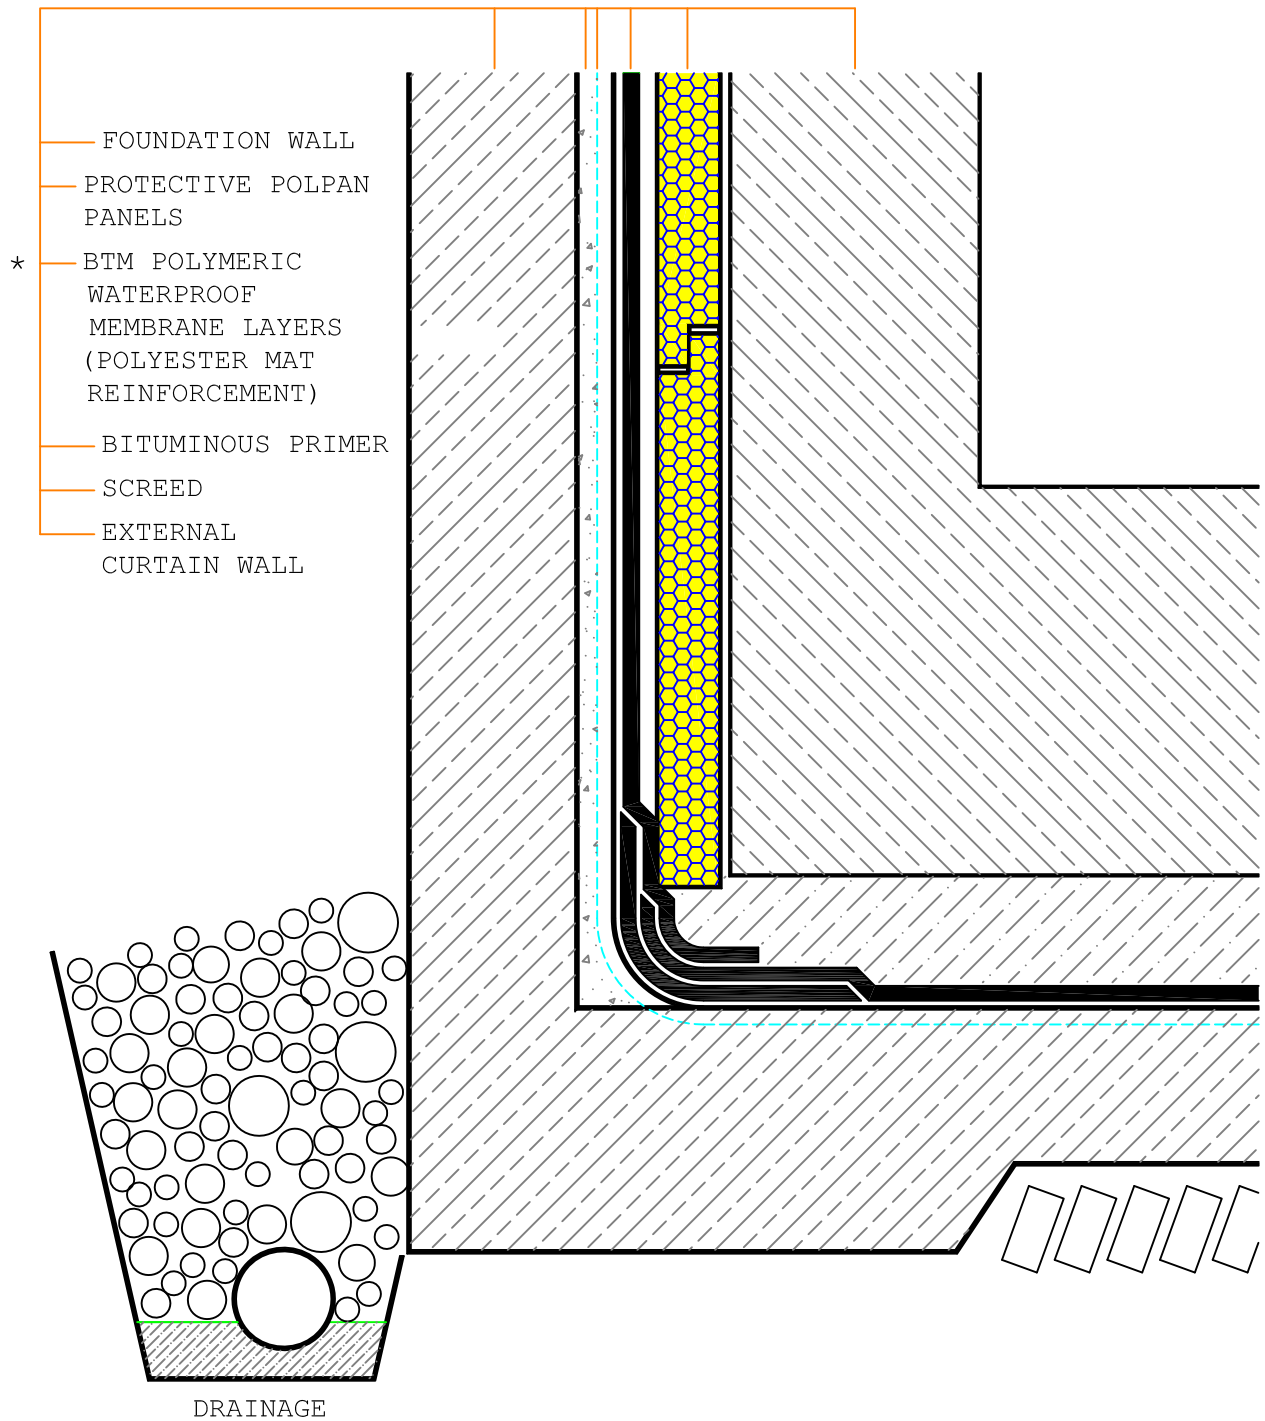 FOUNDATION WALL
PROTECTIVE POLPAN
PANELS
* BTM POLYMERIC
WATERPROOF
MEMBRANE LAYERS
(POLYESTER MAT
REINFORCEMENT)
BITUMINOUS PRIMER
SCREED
EXTERNAL
CURTAIN WALL
DRAINAGE